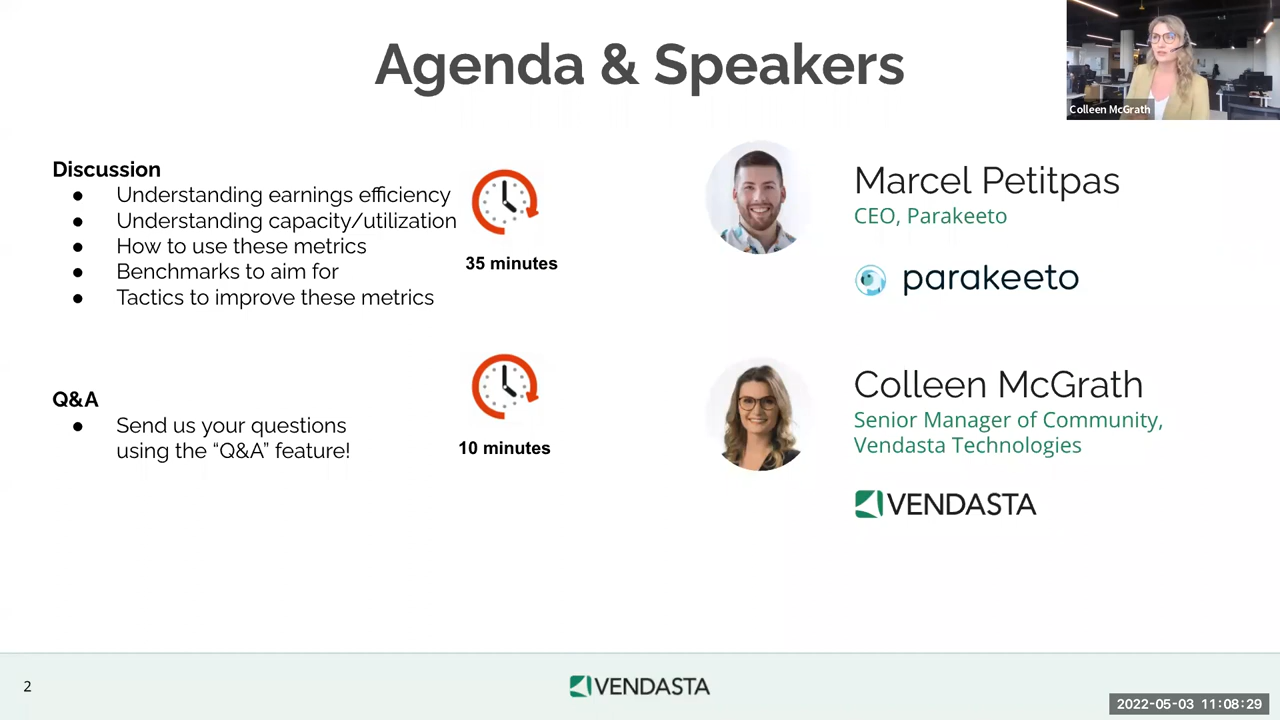 Agenda & Speakers
Colleen McGrath
Discussion
● Understanding earnings efficiency
● Understanding capacity/utilization
● How to use these metrics
● Benchmarks to aim for
● Tactics to improve these metrics
35 minutes
Q&A
● Send us your questions
using the “Q&A” feature!
10 minutes
Marcel Petitpas
CEO, Parakeeto
parakeeto
Colleen McGrath
Senior Manager of Community,
Vendasta Technologies
VENDASTA
2
VENDASTA
2022-05-03 11:08:29